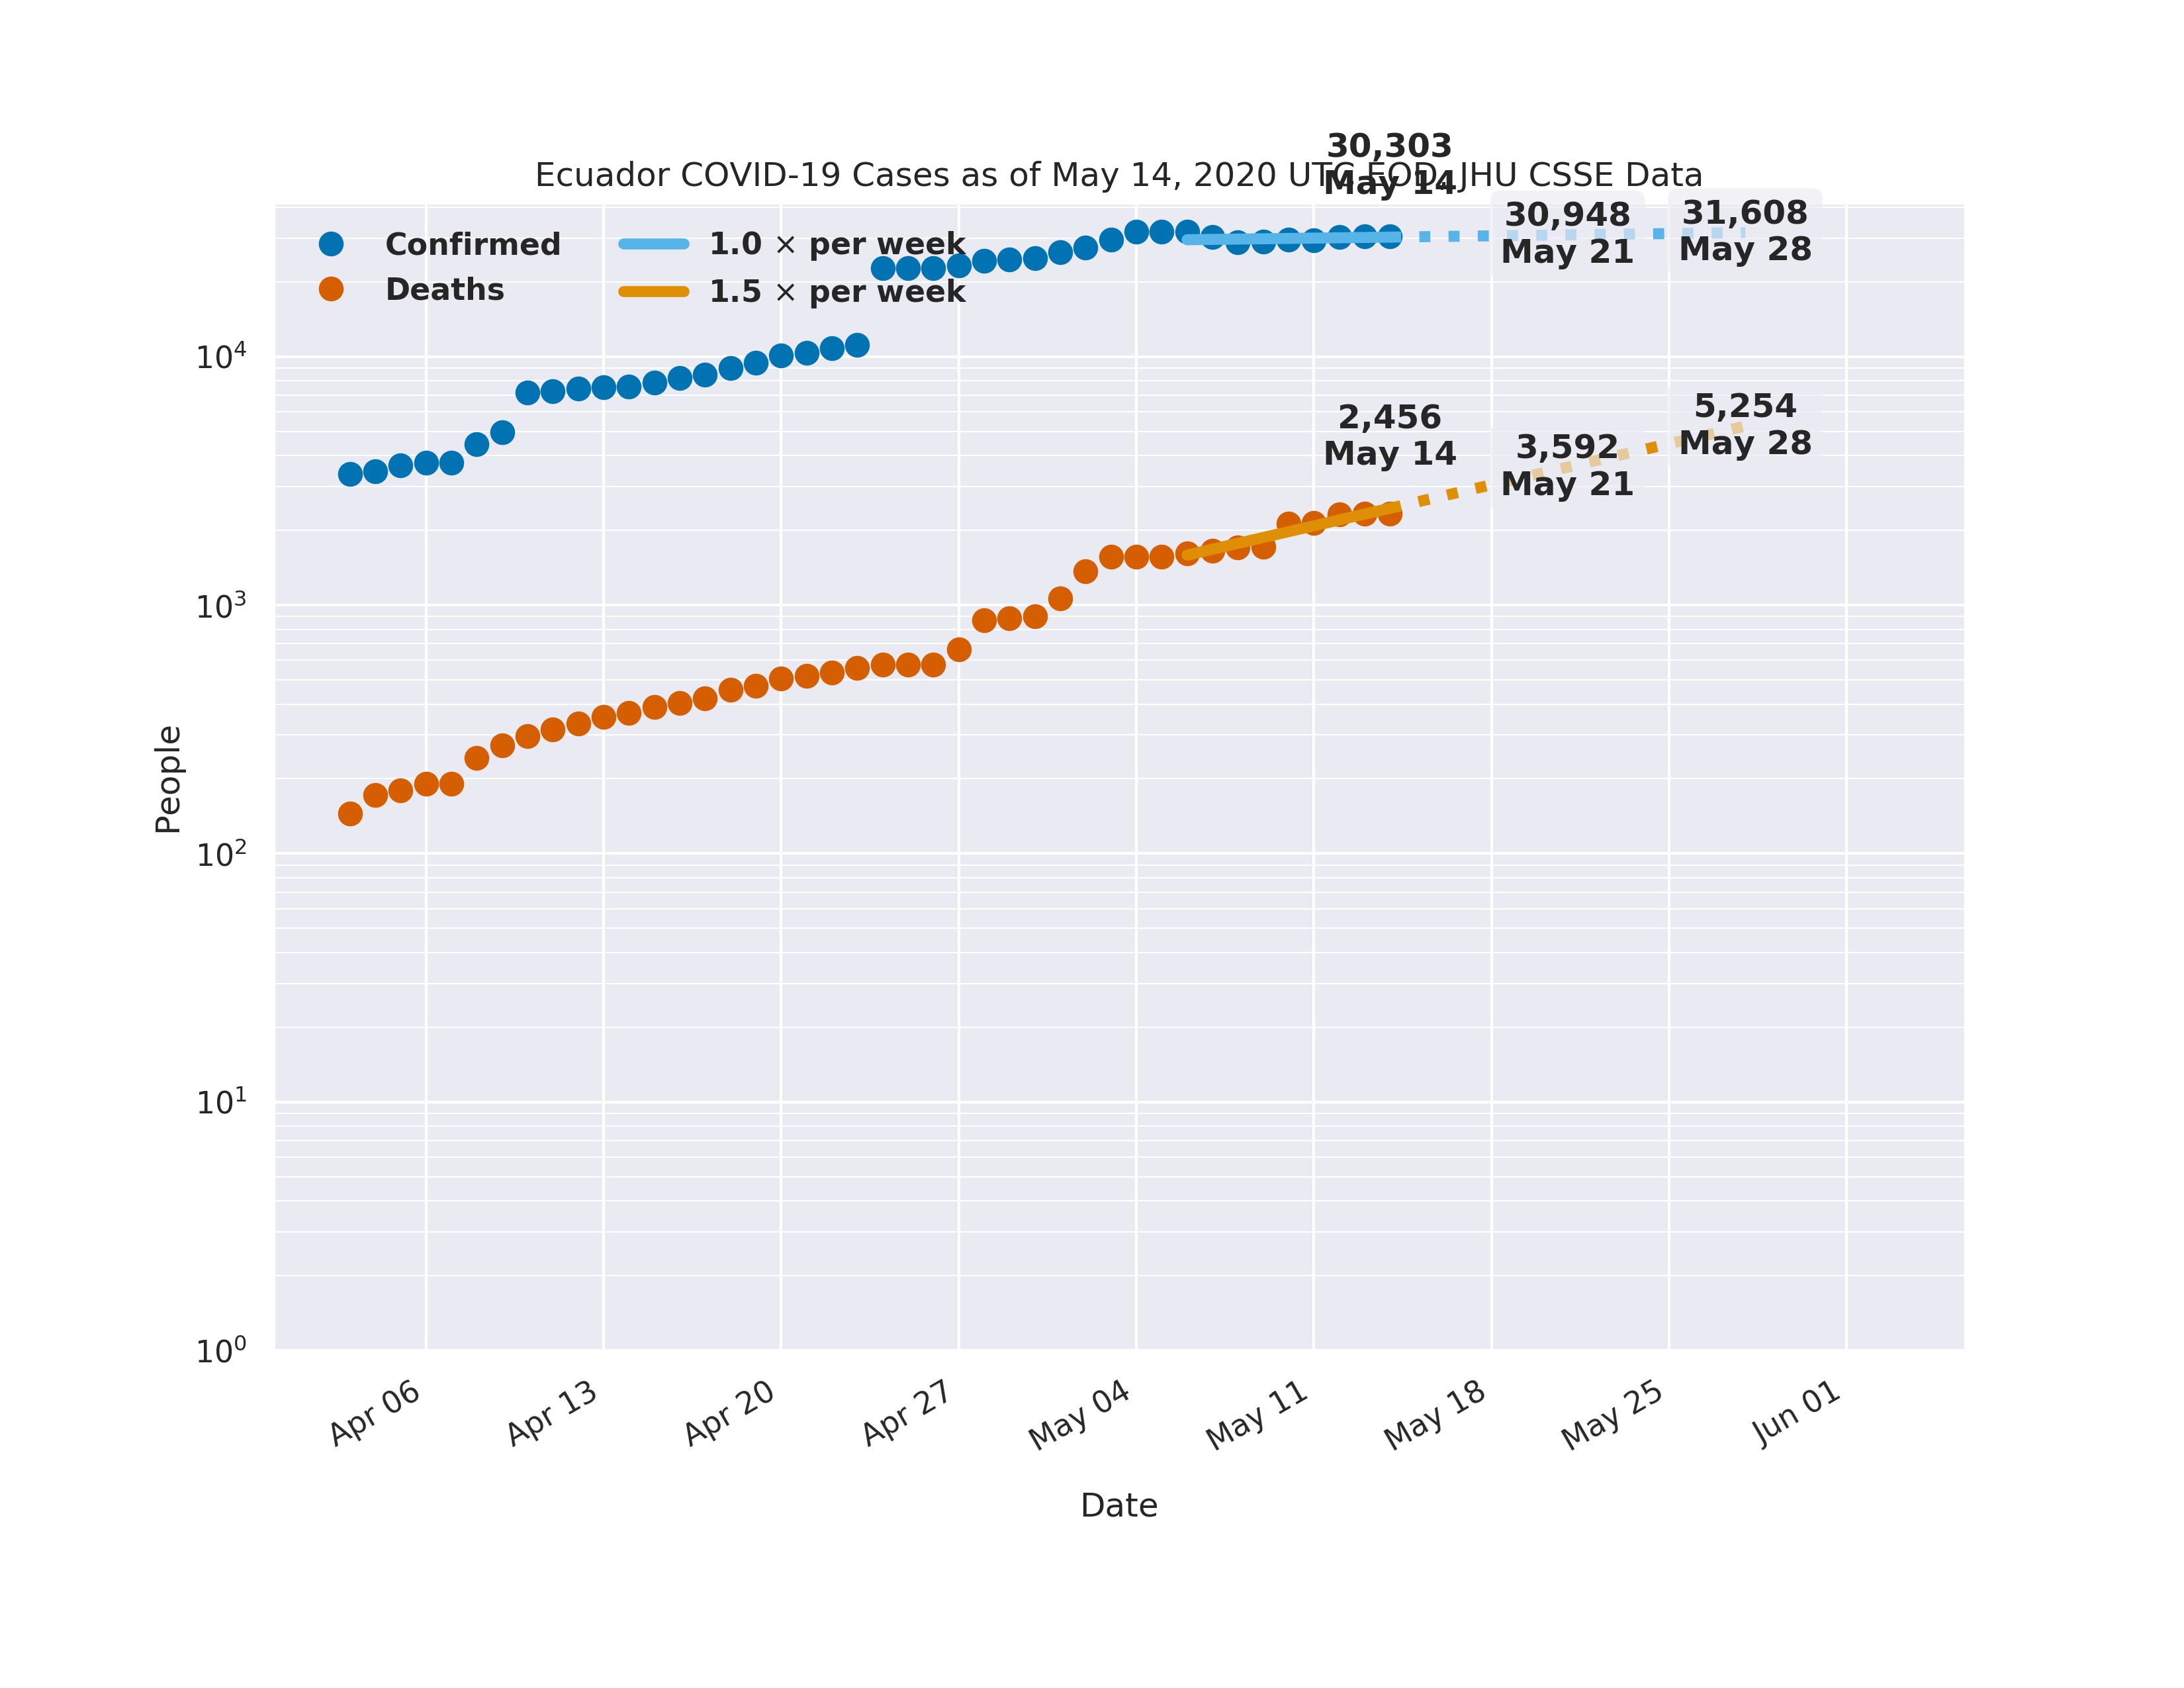 30,303
May 14
Ecuador COVID-19 Cases as of May 14, 2020 UTC EOD, JHU CSSE Data
30,948
May 21
31,608
May 28
Confirmed
Deaths
1.0 × per week
1.5 × per week
2,456
May 14
3,592
May 21
5,254
May 28
People
10⁴
10³
10²
10¹
10⁰
Apr 06
Apr 13
Apr 20
Apr 27
May 04
May 11
May 18
May 25
Jun 01
Date